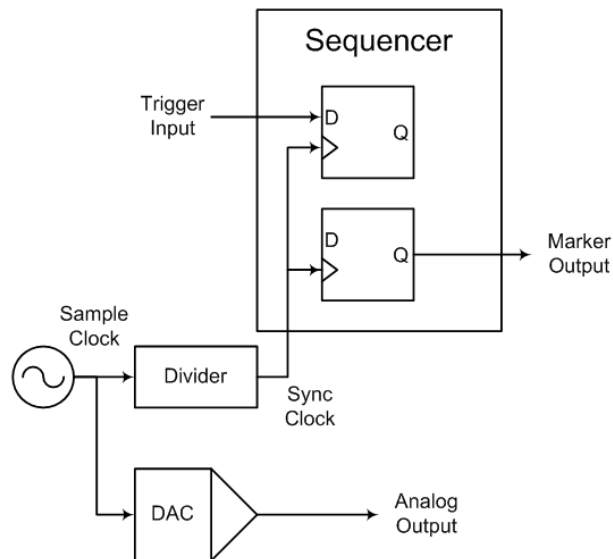 Sequencer
Trigger
Input
D
Q
D
Q
Marker
Output
Sample
Clock
Divider
Sync
Clock
DAC
Analog
Output